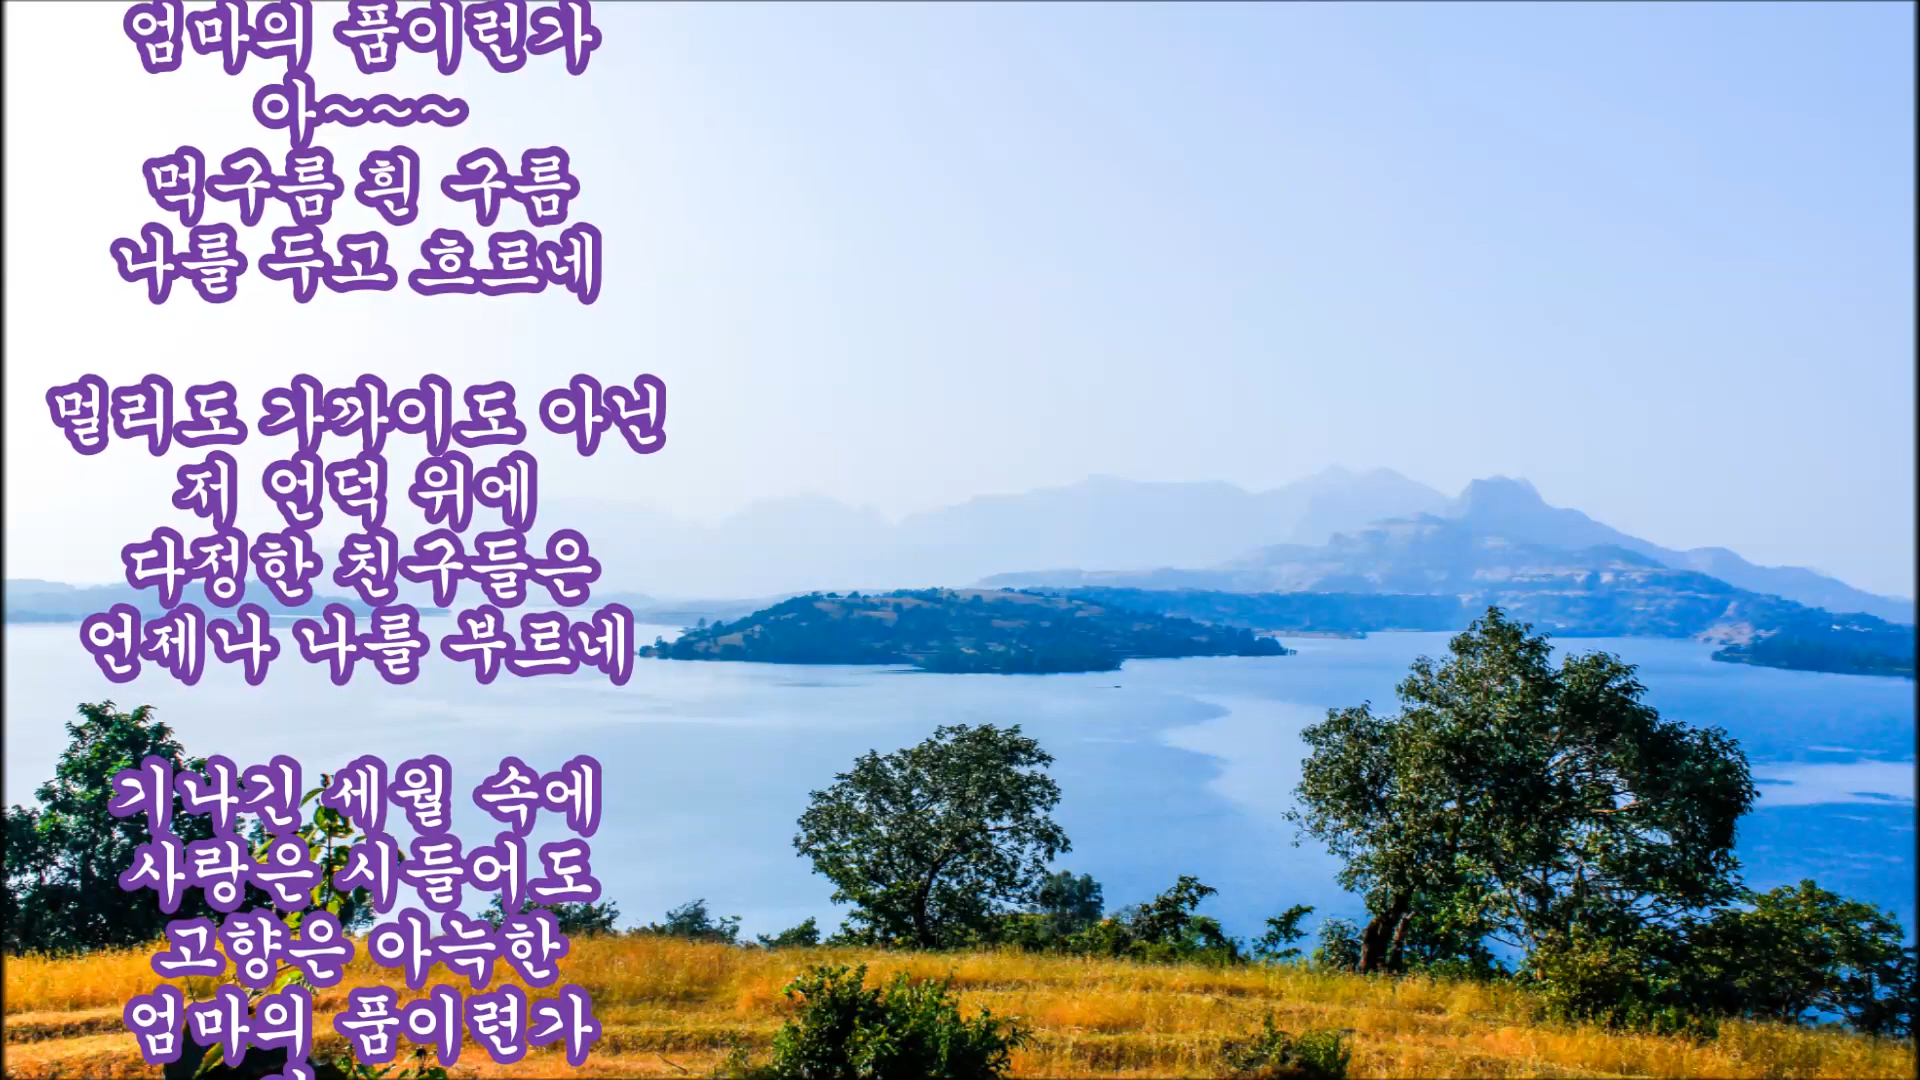 엄마의 품이련가
아~~~
먹구름 흰 구름
나를 두고 흐르네
멀리도 가까이도 아닌
저 언덕 위에
다정한 친구들은
언제나 나를 부르네
기나긴 세월 속에
사랑은 시들어도
고향은 아늑한
엄마의 품이련가